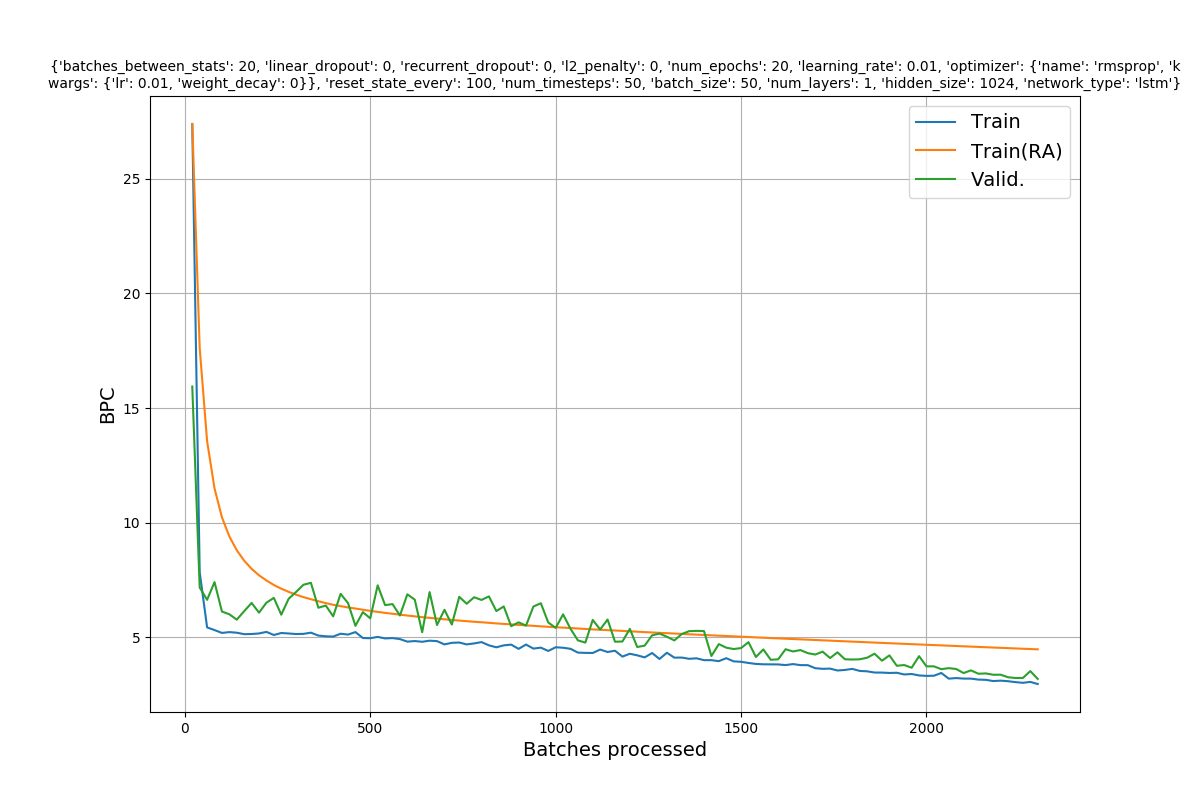 {'batches_between_stats': 20, 'linear_dropout': 0, 'recurrent_dropout': 0, 'l2_penalty': 0, 'num_epochs': 20, 'learning_rate': 0.01, 'optimizer': {'name': 'rmsprop', 'k
wargs': {'lr': 0.01, 'weight_decay': 0}}, 'reset_state_every': 100, 'num_timesteps': 50, 'batch_size': 50, 'num_layers': 1, 'hidden_size': 1024, 'network_type': 'lstm'}
Train
Train(RA)
Valid.
25
20
15
10
5
BPC
0 500 1000 1500 2000
Batches processed